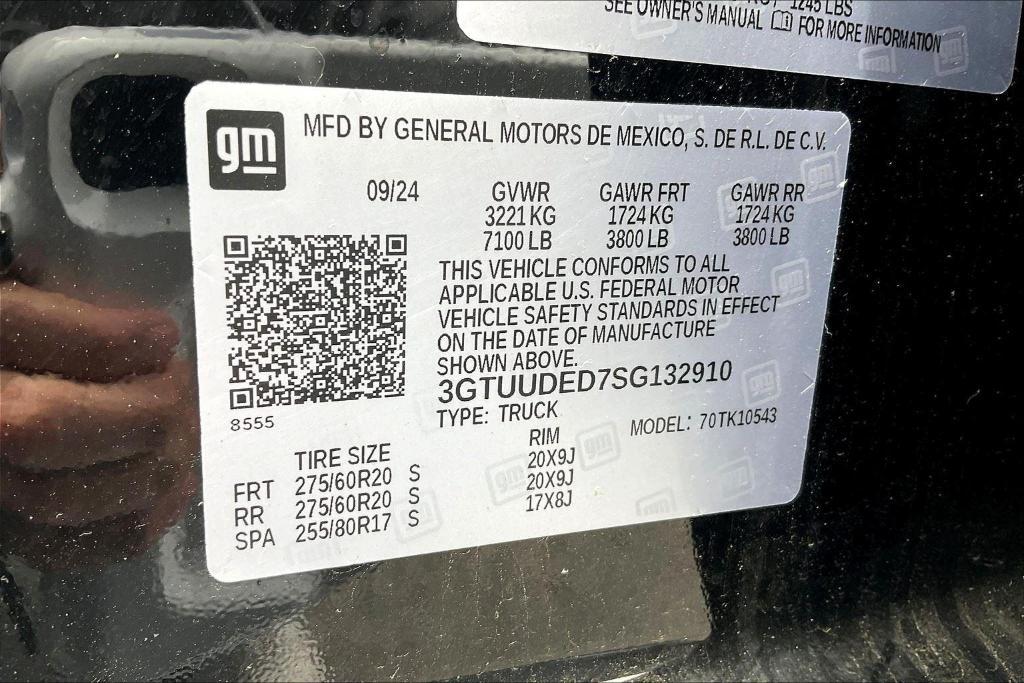 1245 LBS
SEE OWNER'S MANUAL FOR MORE INFORMATION
gm MFD BY GENERAL MOTORS DE MEXICO, S. DE R.L. DE C.V.
09/24 GVWR GAWR FRT GAWR RR
3221 KG 1724 KG 1724 KG
7100 LB 3800 LB 3800 LB
THIS VEHICLE CONFORMS TO ALL
APPLICABLE U.S. FEDERAL MOTOR
VEHICLE SAFETY STANDARDS IN EFFECT
ON THE DATE OF MANUFACTURE
SHOWN ABOVE.
3GTUUDED7SG132910
8555 TYPE: TRUCK MODEL: 70TK10543
TIRE SIZE RIM
FRT 275/60R20 S 20X9J
RR 275/60R20 S 20X9J
SPA 255/80R17 S 17X8J